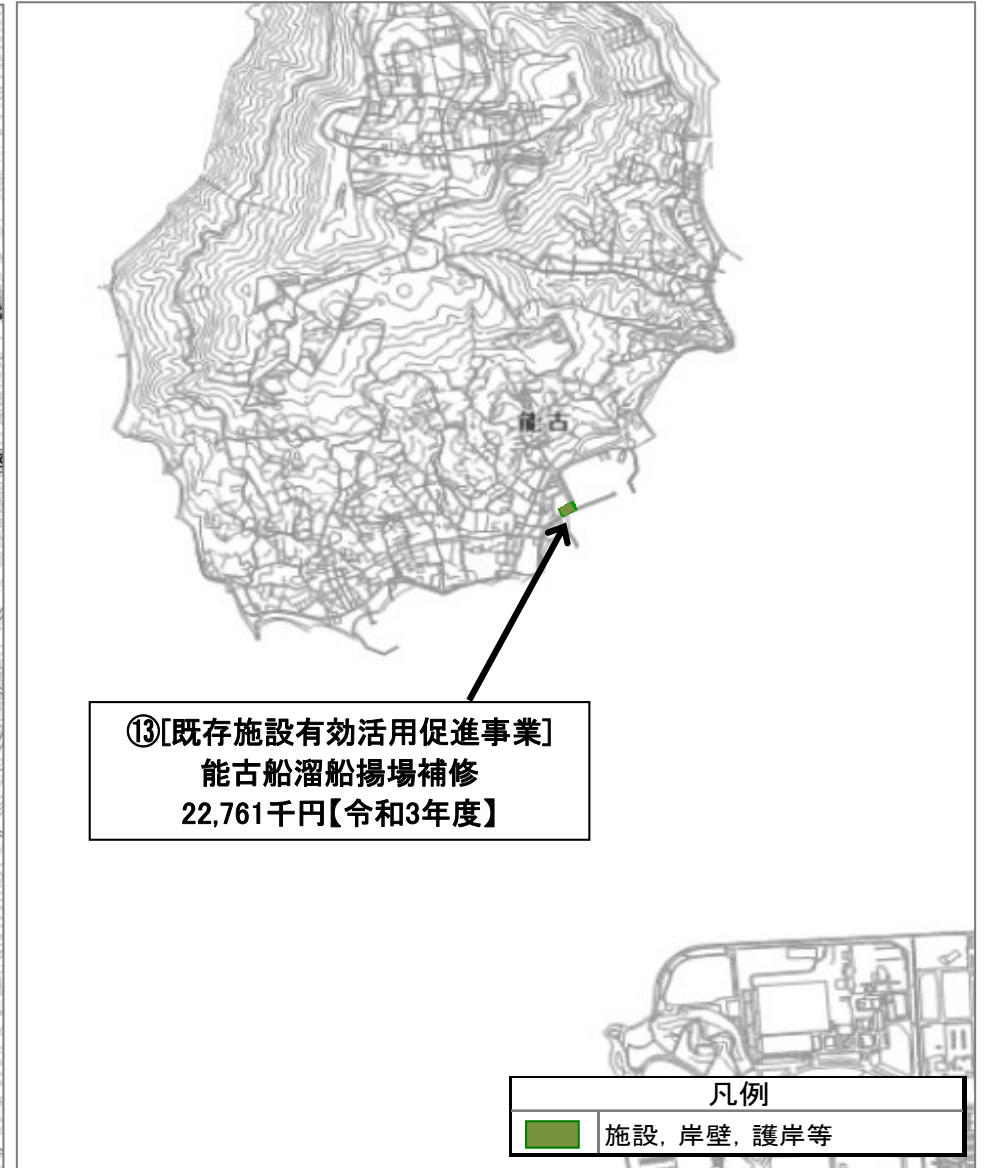 能古
⑬[既存施設有効活用促進事業]
能古船溜船揚場補修
22,761千円【令和3年度】
凡例
施設, 岸壁, 護岸等